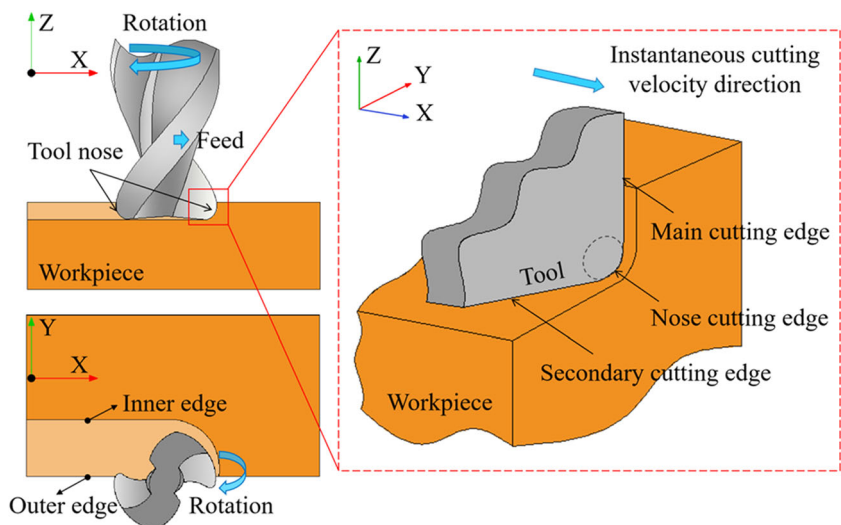 Z
Rotation
X
Feed
Tool nose
Workpiece
Y
X
Inner edge
Outer edge
Rotation
Z
Y
X
Instantaneous cutting
velocity direction
Main cutting edge
Tool
Nose cutting edge
Secondary cutting edge
Workpiece